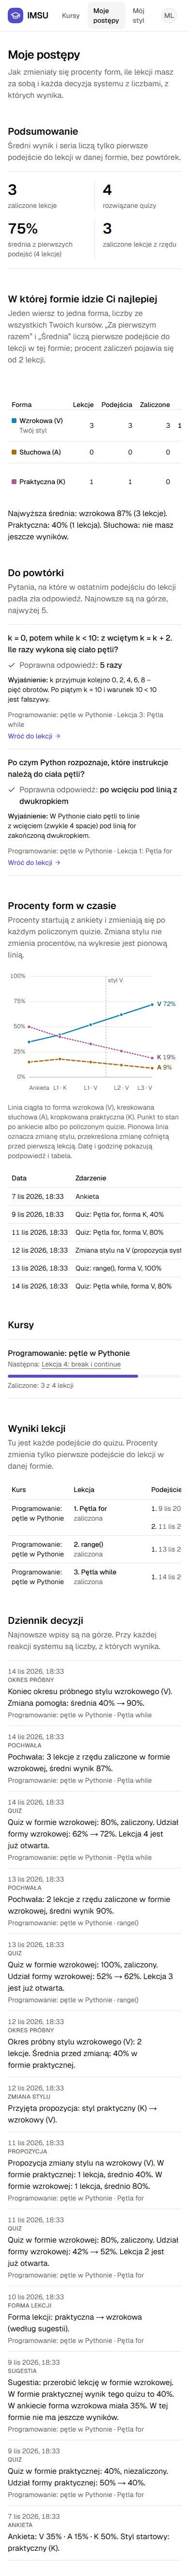 IMSU
Kursy
Moje
postępy
Mój
styl
ML
Moje postępy
Jak zmieniały się procenty form, ile lekcji masz
za sobą i każda decyzja systemu z liczbami, z
których wynika.
Podsumowanie
Średni wynik i seria liczą tylko pierwsze
podejście do lekcji w danej formie, bez powtórek.
3
zaliczone lekcje
4
rozwiązane quizy
75%
średnia z pierwszych
podejść (4 lekcje)
3
zaliczone lekcje z rzędu
W której formie idzie Ci najlepiej
Jeden wiersz to jedna forma, liczby ze
wszystkich Twoich kursów. „Za pierwszym
razem” i „Średnia” liczą pierwsze podejście do
lekcji w tej formie; procent zaliczeń pojawia się
od 2 lekcji.
Forma Lekcje Podejścia Zaliczone
Wzrokowa (V) 3 3 3 1
Twój styl
Słuchowa (A) 0 0 0
Praktyczna (K) 1 1 0
Najwyższa średnia: wzrokowa 87% (3 lekcje).
Praktyczna: 40% (1 lekcja). Słuchowa: nie masz
jeszcze wyników.
Do powtórki
Pytania, na które w ostatnim podejściu do lekcji
padła zła odpowiedź. Najnowsze są na górze,
najwyżej 5.
k = 0, potem while k < 10: z wciętym k = k + 2.
Ile razy wykona się ciało pętli?
Poprawna odpowiedź: 5 razy
Wyjaśnienie: k przyjmuje kolejno 0, 2, 4, 6, 8 –
pięć obrotów. Po piątym k = 10 i warunek 10 < 10
jest fałszywy.
Programowanie: pętle w Pythonie · Lekcja 3: Pętla
while
Wróć do lekcji →
Po czym Python rozpoznaje, które instrukcje
należą do ciała pętli?
Poprawna odpowiedź: po wcięciu pod linią z
dwukropkiem
Wyjaśnienie: W Pythonie ciało pętli to linie
z wcięciem (zwykle 4 spacje) pod linią for
zakończoną dwukropkiem.
Programowanie: pętle w Pythonie · Lekcja 1: Pętla for
Wróć do lekcji →
Procenty form w czasie
Procenty startują z ankiety i zmieniają się po
każdym policzonym quizie. Zmiana stylu nie
zmienia procentów, na wykresie jest pionową
linią.
100%
75%
50%
25%
0%
styl V
V 72%
K 19%
A 9%
Ankieta L1 · K L1 · V L2 · V L3 · V
Linia ciągła to forma wzrokowa (V), kreskowana
słuchowa (A), kropkowana praktyczna (K). Punkt to stan
po ankiecie albo po policzonym quizie. Pionowa linia
oznacza zmianę stylu, przekreślona zmianę cofniętą
przed pierwszą lekcją. Datę i godzinę pokazują
podpowiedź i tabela.
Data Zdarzenie
7 lis 2026, 18:33 Ankieta
9 lis 2026, 18:33 Quiz: Pętla for, forma K, 40%
11 lis 2026, 18:33 Quiz: Pętla for, forma V, 80%
12 lis 2026, 18:33 Zmiana stylu na V (propozycja syst
13 lis 2026, 18:33 Quiz: range(), forma V, 100%
14 lis 2026, 18:33 Quiz: Pętla while, forma V, 80%
Kursy
Programowanie: pętle w Pythonie
Następna: Lekcja 4: break i continue
Zaliczone: 3 z 4 lekcji
Wyniki lekcji
Tu jest każde podejście do quizu. Procenty
zmienia tylko pierwsze podejście do lekcji w
danej formie.
Kurs Lekcja Podejście
Programowanie: 1. Pętla for 1. 9 lis 20
pętle w Pythonie zaliczona
2. 11 lis 2
Programowanie: 2. range() 1. 13 lis 2
pętle w Pythonie zaliczona
Programowanie: 3. Pętla while 1. 14 lis 2
pętle w Pythonie zaliczona
Dziennik decyzji
Najnowsze wpisy są na górze. Przy każdej
reakcji systemu są liczby, z których wynika.
14 lis 2026, 18:33
OKRES PRÓBNY
Koniec okresu próbnego stylu wzrokowego (V).
Zmiana pomogła: średnia 40% → 90%.
Programowanie: pętle w Pythonie · Pętla while
14 lis 2026, 18:33
POCHWAŁA
Pochwała: 3 lekcje z rzędu zaliczone w formie
wzrokowej, średni wynik 87%.
Programowanie: pętle w Pythonie · Pętla while
14 lis 2026, 18:33
QUIZ
Quiz w formie wzrokowej: 80%, zaliczony. Udział
formy wzrokowej: 62% → 72%. Lekcja 4 jest
już otwarta.
Programowanie: pętle w Pythonie · Pętla while
13 lis 2026, 18:33
POCHWAŁA
Pochwała: 2 lekcje z rzędu zaliczone w formie
wzrokowej, średni wynik 90%.
Programowanie: pętle w Pythonie · range()
13 lis 2026, 18:33
QUIZ
Quiz w formie wzrokowej: 100%, zaliczony.
Udział formy wzrokowej: 52% → 62%. Lekcja 3
jest już otwarta.
Programowanie: pętle w Pythonie · range()
12 lis 2026, 18:33
OKRES PRÓBNY
Okres próbny stylu wzrokowego (V): 2
lekcje. Średnia przed zmianą: 40% w
formie praktycznej.
12 lis 2026, 18:33
ZMIANA STYLU
Przyjęta propozycja: styl praktyczny (K) →
wzrokowy (V).
11 lis 2026, 18:33
PROPOZYCJA
Propozycja zmiany stylu na wzrokowy (V). W
formie praktycznej: 1 lekcja, średnio 40%. W
formie wzrokowej: 1 lekcja, średnio 80%.
Programowanie: pętle w Pythonie · Pętla for
11 lis 2026, 18:33
QUIZ
Quiz w formie wzrokowej: 80%, zaliczony. Udział
formy wzrokowej: 42% → 52%. Lekcja 2 jest
już otwarta.
Programowanie: pętle w Pythonie · Pętla for
10 lis 2026, 18:33
FORMA LEKCJI
Forma lekcji: praktyczna → wzrokowa
(według sugestii).
Programowanie: pętle w Pythonie · Pętla for
9 lis 2026, 18:33
SUGESTIA
Sugestia: przerobić lekcję w formie wzrokowej.
W formie praktycznej wynik tego quizu to 40%.
W ankiecie forma wzrokowa miała 35%. W tej
formie nie ma jeszcze wyników.
Programowanie: pętle w Pythonie · Pętla for
9 lis 2026, 18:33
QUIZ
Quiz w formie praktycznej: 40%, niezaliczony.
Udział formy praktycznej: 50% → 40%.
Programowanie: pętle w Pythonie · Pętla for
7 lis 2026, 18:33
ANKIETA
Ankieta: V 35% · A 15% · K 50%. Styl startowy:
praktyczny (K).